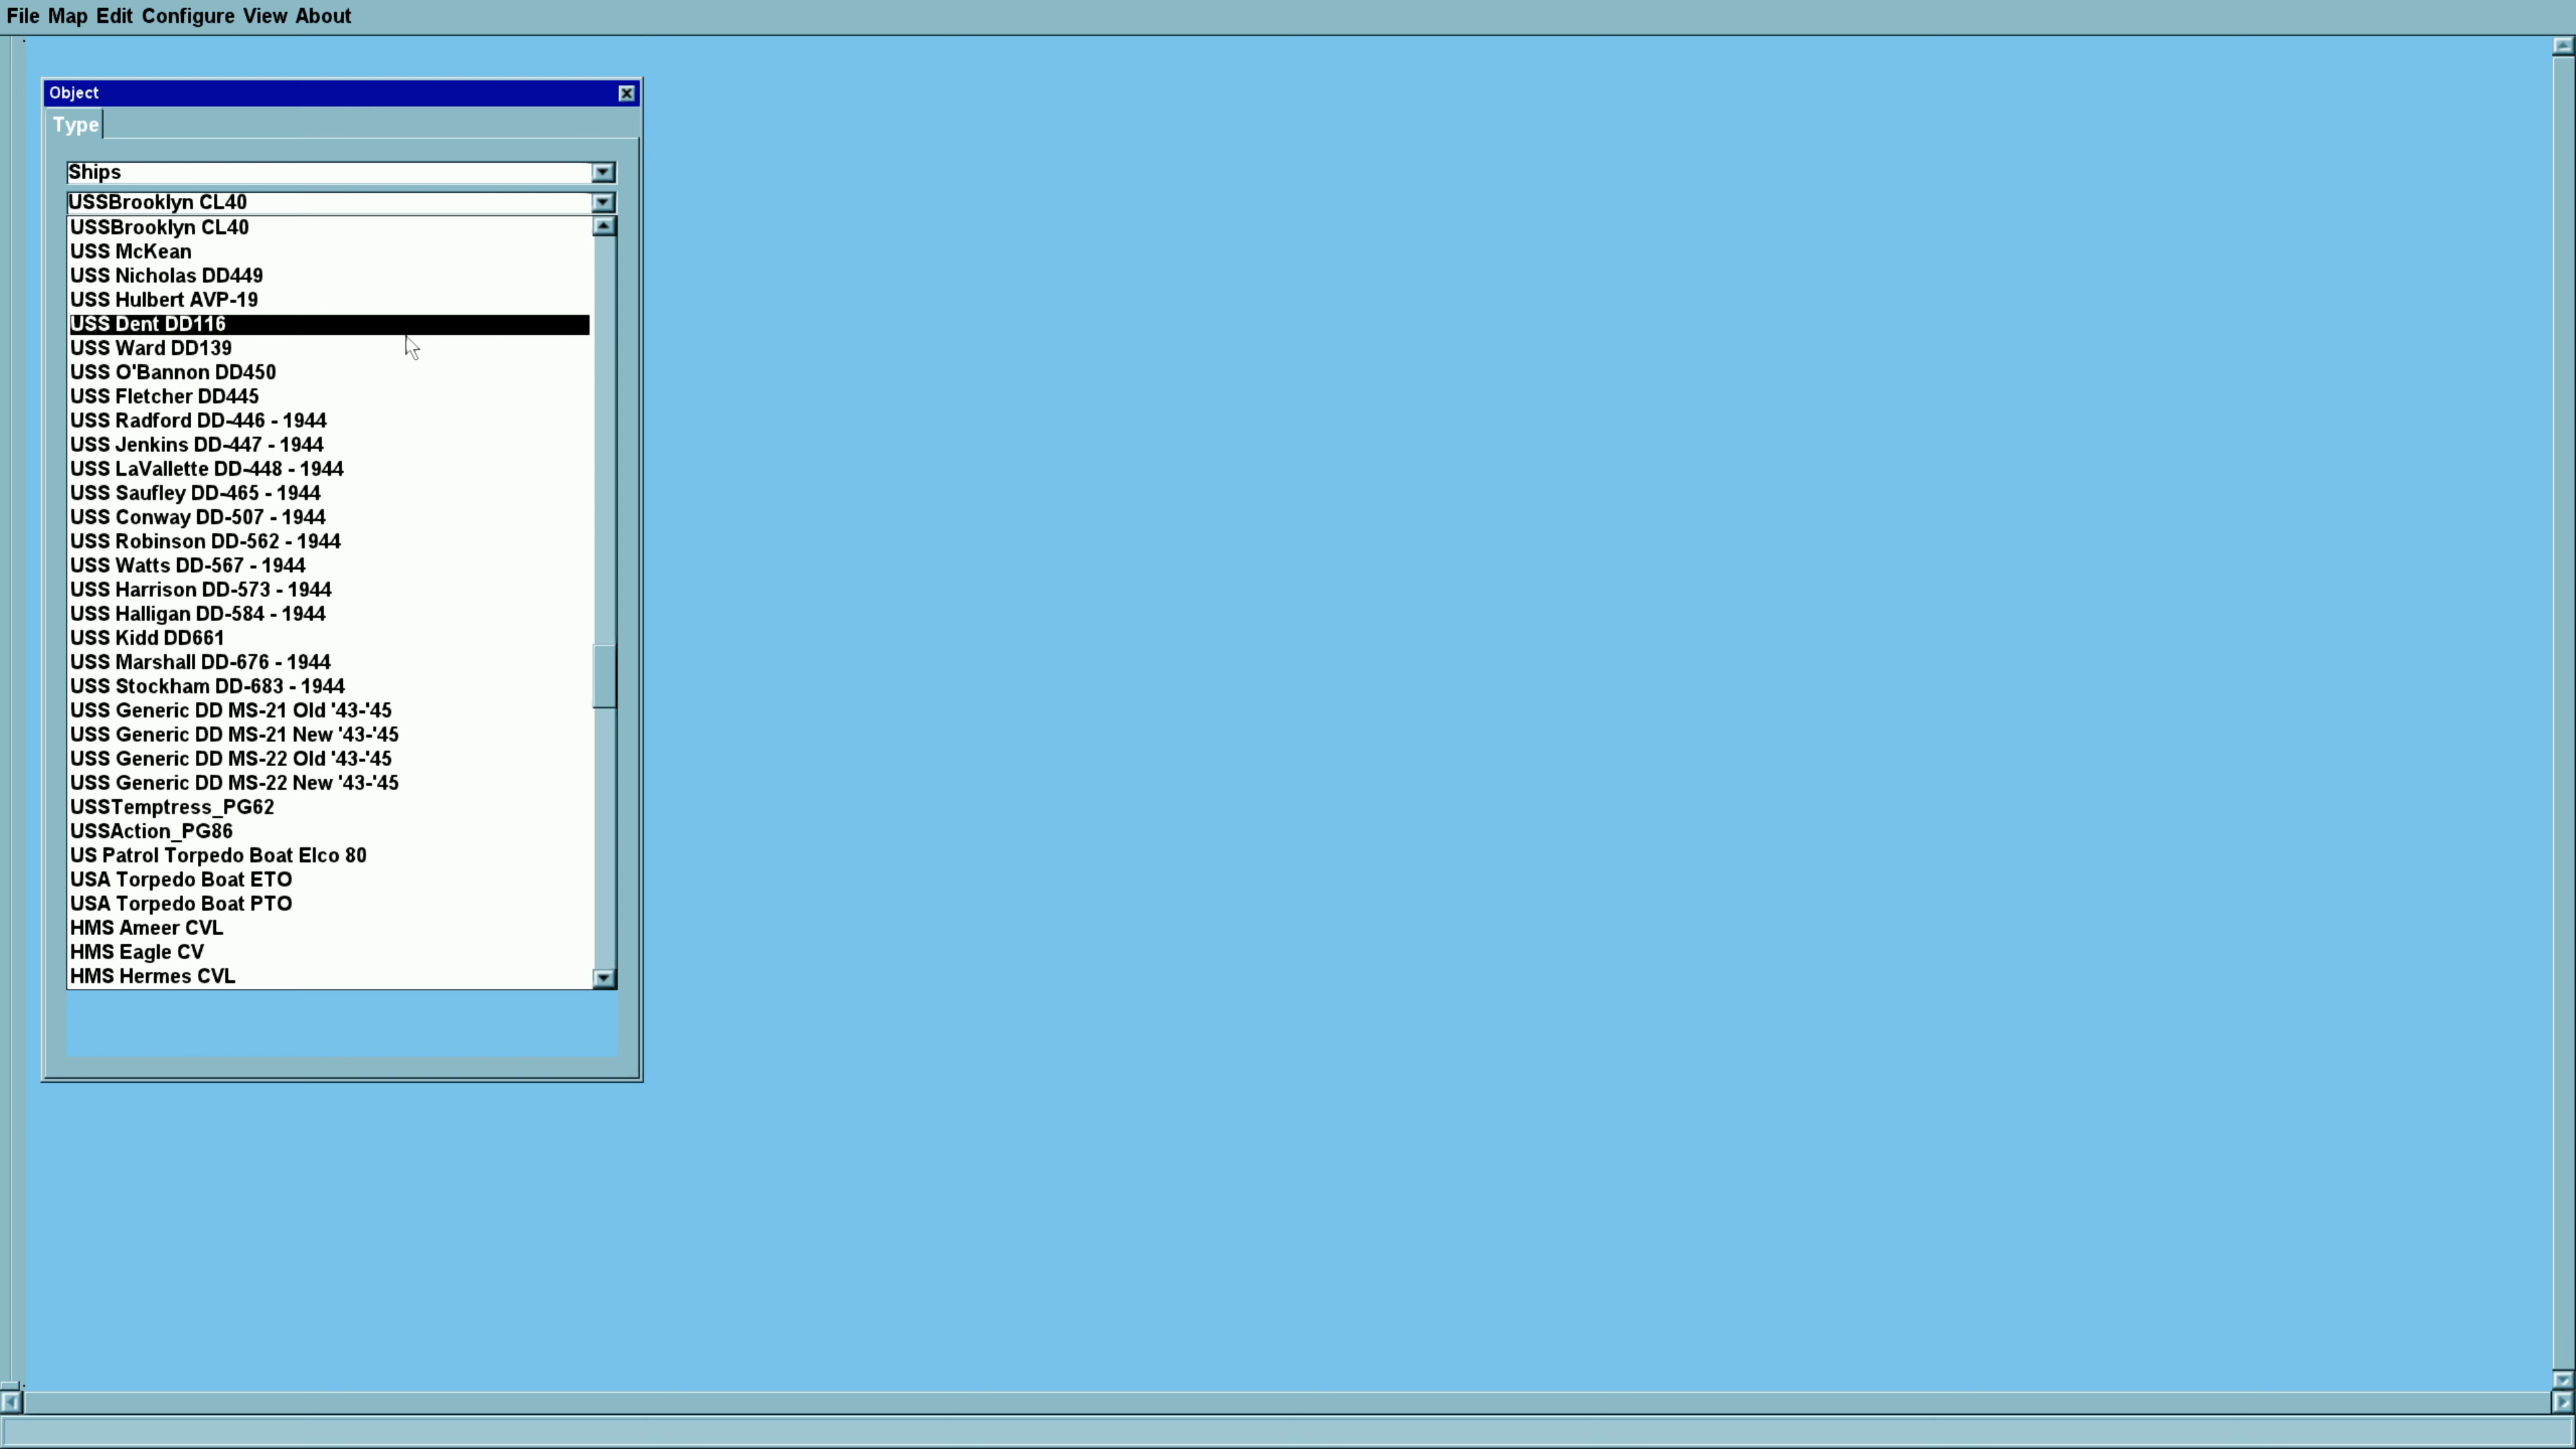 File Map Edit Configure View About
Object
Type
Ships
USSBrooklyn CL40
USSBrooklyn CL40
USS McKean
USS Nicholas DD449
USS Hulbert AVP-19
USS Dent DD116
USS Ward DD139
USS O'Bannon DD450
USS Fletcher DD445
USS Radford DD-446 - 1944
USS Jenkins DD-447 - 1944
USS LaVallette DD-448 - 1944
USS Saufley DD-465 - 1944
USS Conway DD-507 - 1944
USS Robinson DD-562 - 1944
USS Watts DD-567 - 1944
USS Harrison DD-573 - 1944
USS Halligan DD-584 - 1944
USS Kidd DD661
USS Marshall DD-676 - 1944
USS Stockham DD-683 - 1944
USS Generic DD MS-21 Old '43-'45
USS Generic DD MS-21 New '43-'45
USS Generic DD MS-22 Old '43-'45
USS Generic DD MS-22 New '43-'45
USSTemptress_PG62
USSAction_PG86
US Patrol Torpedo Boat Elco 80
USA Torpedo Boat ETO
USA Torpedo Boat PTO
HMS Ameer CVL
HMS Eagle CV
HMS Hermes CVL